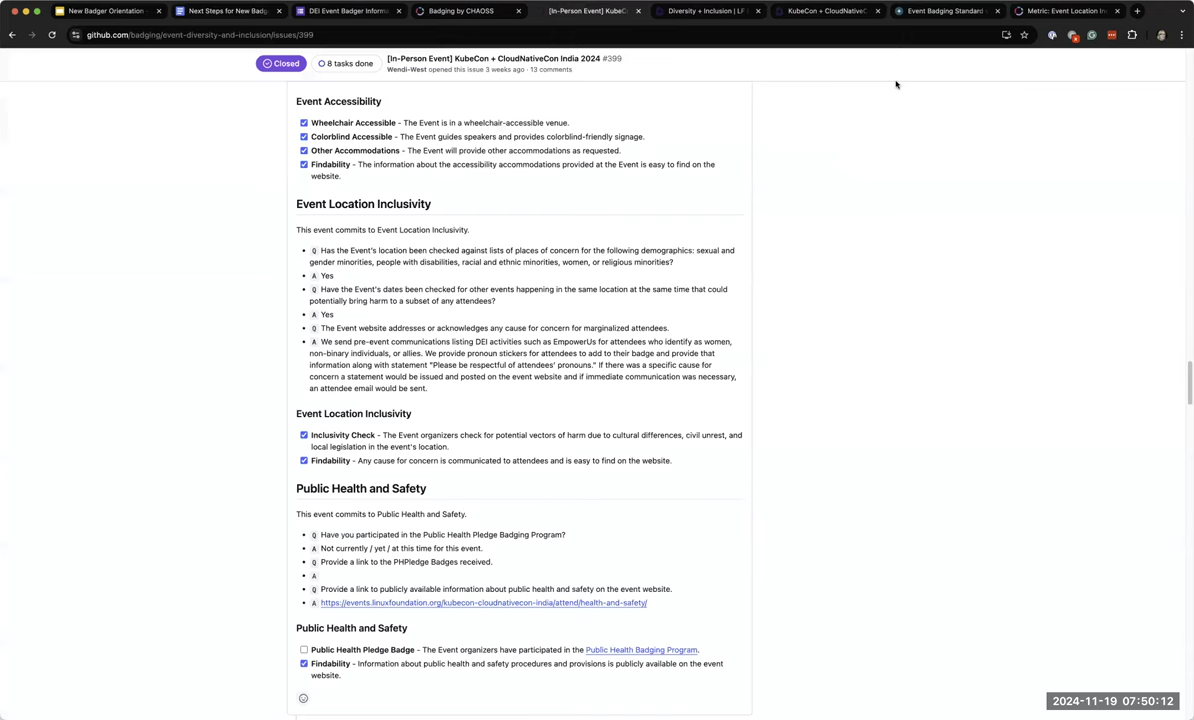 New Badger Orientation -
Next Steps for New Badg
DEI Event Badger Informa
Badging by CHAOSS
[In-Person Event] KubeC
Diversity + Inclusion | LF
KubeCon + CloudNativeC
Event Badging Standard
Metric: Event Location In
github.com/badging/event-diversity-and-inclusion/issues/399
Closed
8 tasks done
[In-Person Event] KubeCon + CloudNativeCon India 2024 #399
Wendi-West opened this issue 3 weeks ago · 13 comments
Event Accessibility
Wheelchair Accessible - The Event is in a wheelchair-accessible venue.
Colorblind Accessible - The Event guides speakers and provides colorblind-friendly signage.
Other Accommodations - The Event will provide other accommodations as requested.
Findability - The information about the accessibility accommodations provided at the Event is easy to find on the
website.
Event Location Inclusivity
This event commits to Event Location Inclusivity.
• Q Has the Event's location been checked against lists of places of concern for the following demographics: sexual and
gender minorities, people with disabilities, racial and ethnic minorities, women, or religious minorities?
• A Yes
• Q Have the Event's dates been checked for other events happening in the same location at the same time that could
potentially bring harm to a subset of any attendees?
• A Yes
• Q The Event website addresses or acknowledges any cause for concern for marginalized attendees.
• A We send pre-event communications listing DEI activities such as EmpowerUs for attendees who identify as women,
non-binary individuals, or allies. We provide pronoun stickers for attendees to add to their badge and provide that
information along with statement "Please be respectful of attendees' pronouns." If there was a specific cause for
concern a statement would be issued and posted on the event website and if immediate communication was necessary,
an attendee email would be sent.
Event Location Inclusivity
Inclusivity Check - The Event organizers check for potential vectors of harm due to cultural differences, civil unrest, and
local legislation in the event's location.
Findability - Any cause for concern is communicated to attendees and is easy to find on the website.
Public Health and Safety
This event commits to Public Health and Safety.
• Q Have you participated in the Public Health Pledge Badging Program?
• A Not currently / yet / at this time for this event.
• Q Provide a link to the PHPledge Badges received.
• A
• Q Provide a link to publicly available information about public health and safety on the event website.
• A https://events.linuxfoundation.org/kubecon-cloudnativecon-india/attend/health-and-safety/
Public Health and Safety
Public Health Pledge Badge - The Event organizers have participated in the Public Health Badging Program.
Findability - Information about public health and safety procedures and provisions is publicly available on the event
website.
2024-11-19 07:50:12